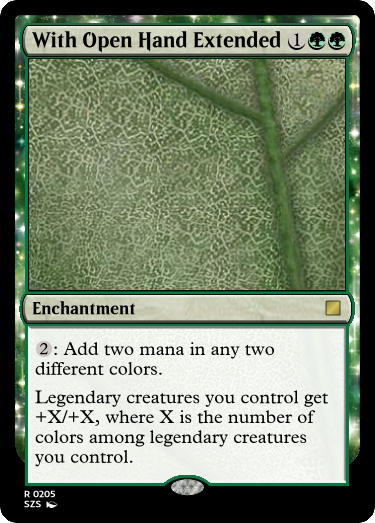 With Open Hand Extended 1
Enchantment
2: Add two mana in any two
different colors.
Legendary creatures you control get
+X/+X, where X is the number of
colors among legendary creatures
you control.
R 0205
SZS